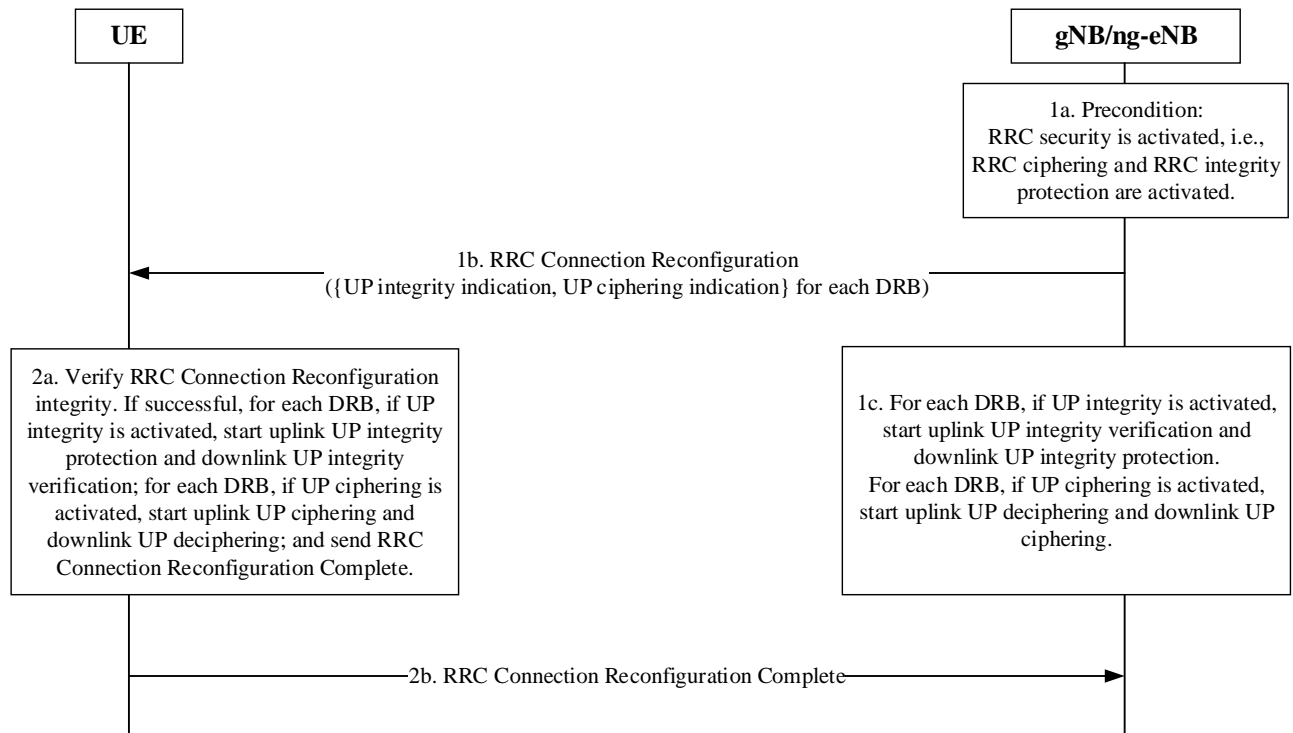 UE
gNB/ng-eNB
1a. Precondition:
RRC security is activated, i.e.,
RRC ciphering and RRC integrity
protection are activated.
1b. RRC Connection Reconfiguration
({UP integrity indication, UP ciphering indication} for each DRB)
2a. Verify RRC Connection Reconfiguration
integrity. If successful, for each DRB, if UP
integrity is activated, start uplink UP integrity
protection and downlink UP integrity
verification; for each DRB, if UP ciphering is
activated, start uplink UP ciphering and
downlink UP deciphering; and send RRC
Connection Reconfiguration Complete.
1c. For each DRB, if UP integrity is activated,
start uplink UP integrity verification and
downlink UP integrity protection.
For each DRB, if UP ciphering is activated,
start uplink UP deciphering and downlink UP
ciphering.
2b. RRC Connection Reconfiguration Complete